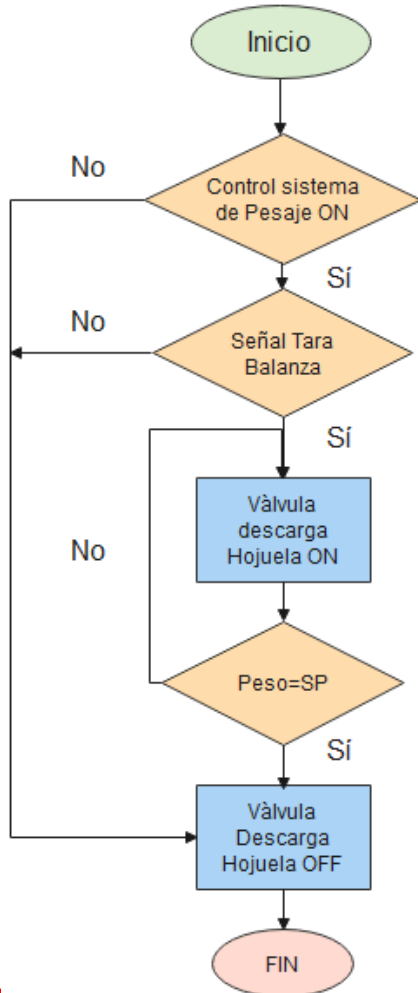 Inicio
No
Control sistema
de Pesaje ON
Sí
No
Señal Tara
Balanza
Sí
Vàlvula
descarga
Hojuela ON
No
Peso=SP
Sí
Vàlvula
Descarga
Hojuela OFF
FIN